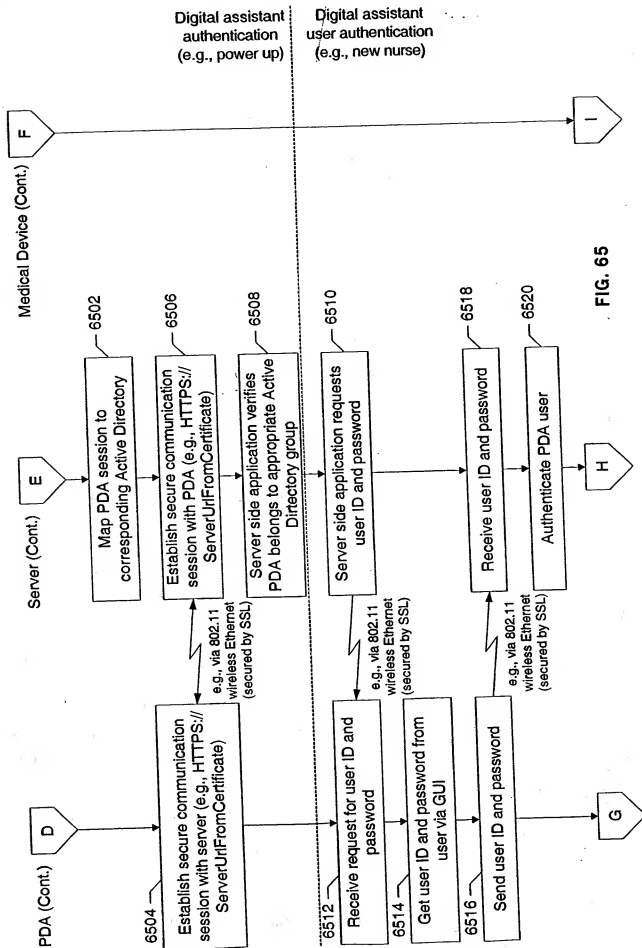 PDA (Cont.)
D
6504
Establish secure communication
session with server (e.g., HTTPS://
ServerUrlFromCertificate)
6512
Receive request for user ID and
password
6514
Get user ID and password from
user via GUI
6516
Send user ID and password
G
e.g., via 802.11
wireless Ethernet
(secured by SSL)
e.g., via 802.11
wireless Ethernet
(secured by SSL)
e.g., via 802.11
wireless Ethernet
(secured by SSL)
Server (Cont.)
E
Map PDA session to
corresponding Active Directory
6502
Establish secure communication
session with PDA (e.g., HTTPS://
ServerUrlFromCertificate)
6506
Server side application verifies
PDA belongs to appropriate Active
Dirtectory group
6508
Server side application requests
user ID and password
6510
Receive user ID and password
6518
Authenticate PDA user
6520
H
Medical Device (Cont.)
F
I
Digital assistant
authentication
(e.g., power up)
Digital assistant
user authentication
(e.g., new nurse)
FIG. 65